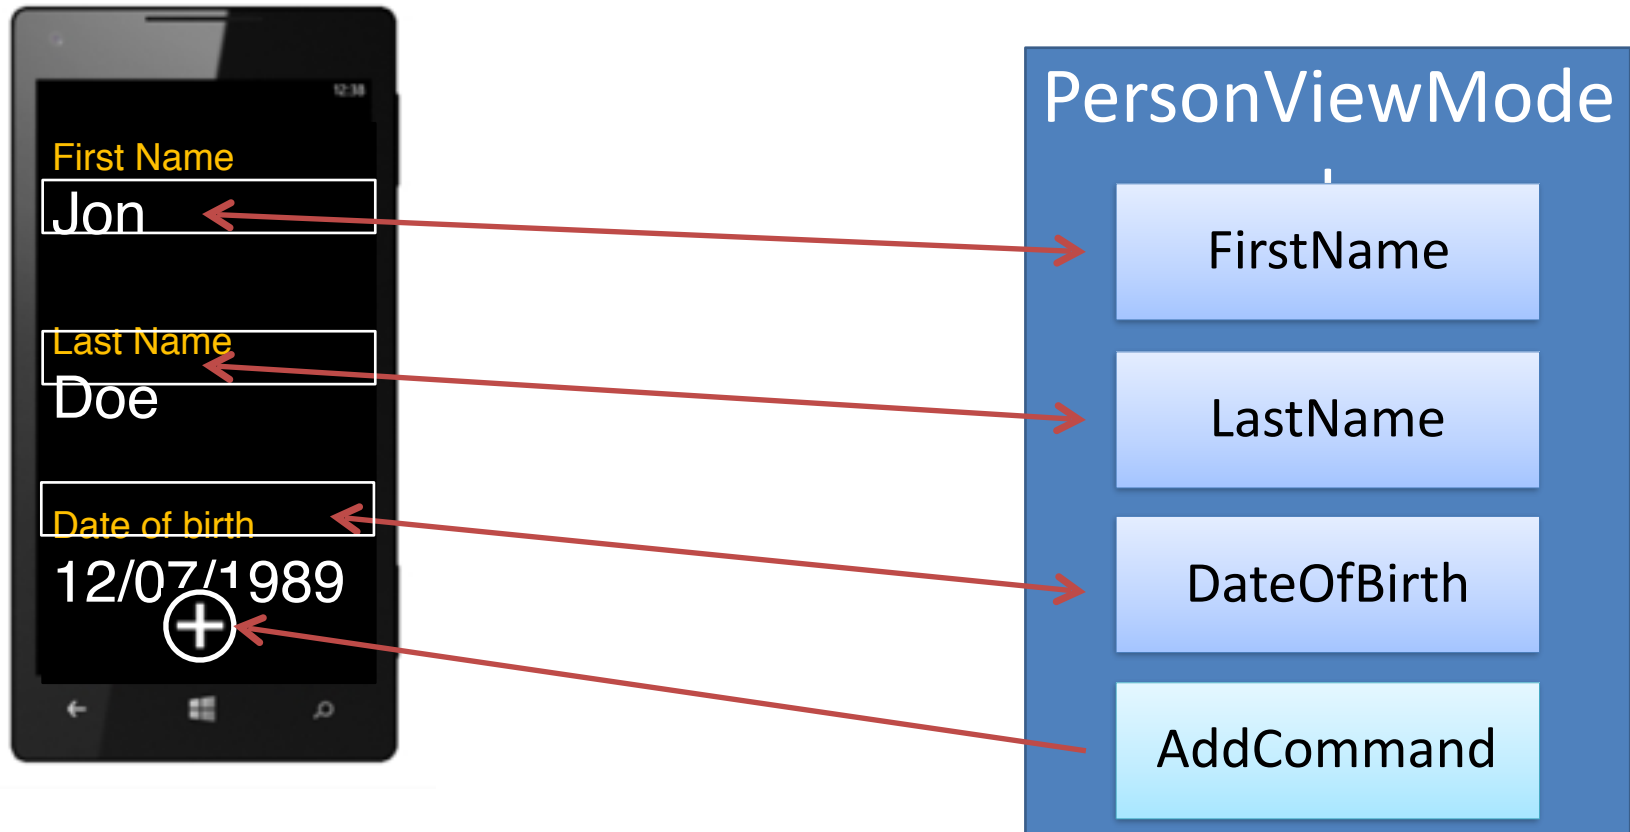 12:38
First Name
Jon
Last Name
Doe
Date of birth
12/07/1989
PersonViewMode
l
FirstName
LastName
DateOfBirth
AddCommand